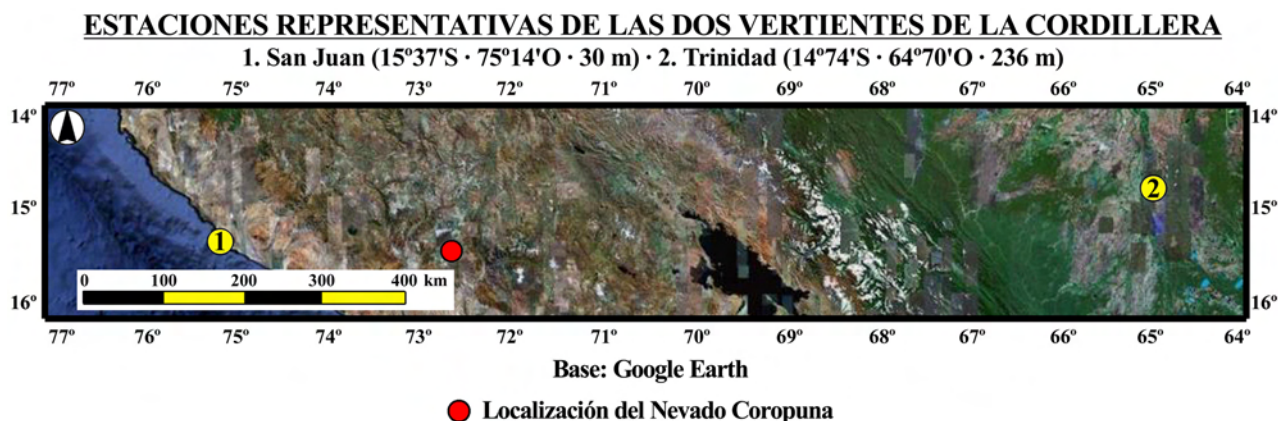 ESTACIONES REPRESENTATIVAS DE LAS DOS VERTIENTES DE LA CORDILLERA
1. San Juan (15º37'S · 75º14'O · 30 m) · 2. Trinidad (14º74'S · 64º70'O · 236 m)
77º 76º 75º 74º 73º 72º 71º 70º 69º 68º 67º 66º 65º 64º
14º 14º
2
15º 15º
1
0 100 200 300 400 km
16º 16º
77º 76º 75º 74º 73º 72º 71º 70º 69º 68º 67º 66º 65º 64º
Base: Google Earth
Localización del Nevado Coropuna